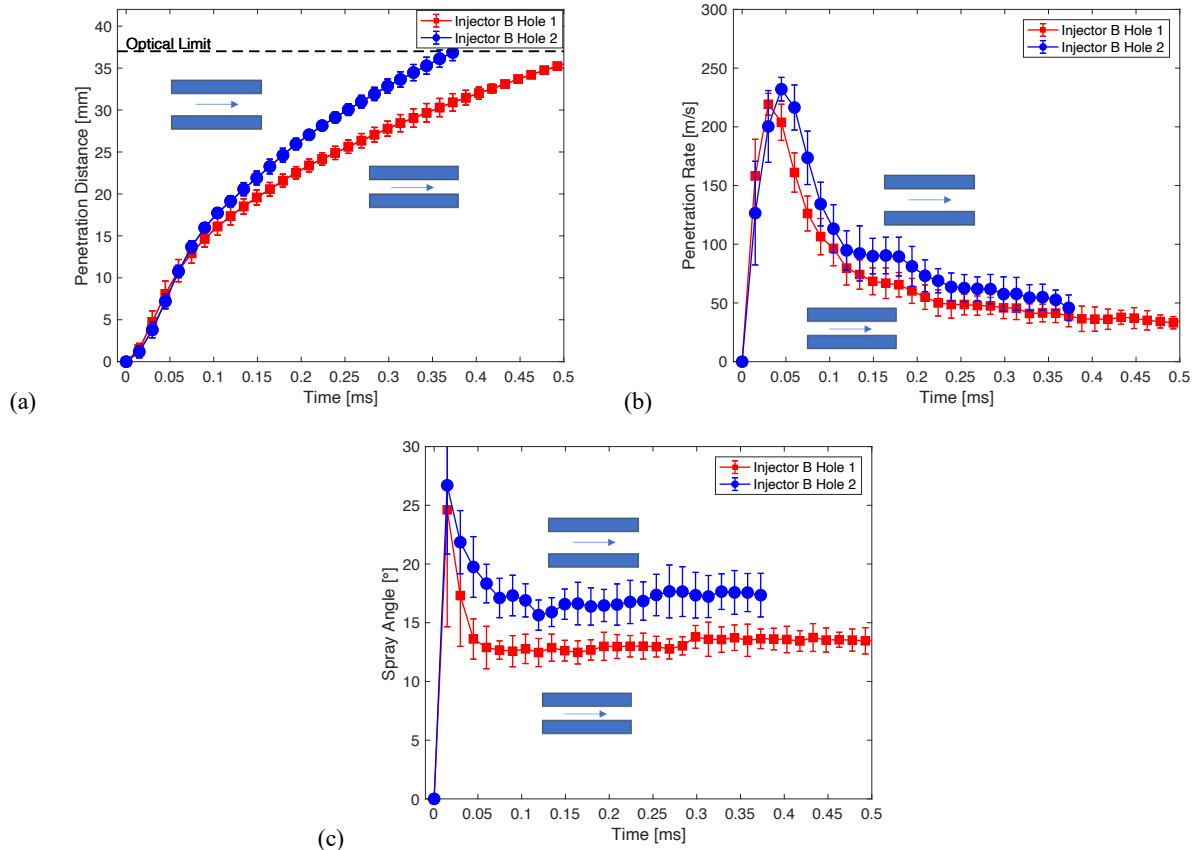 Penetration Distance [mm]
40
35
30
25
20
15
10
5
0
Optical Limit
Injector B Hole 1
Injector B Hole 2
0 0.05 0.1 0.15 0.2 0.25 0.3 0.35 0.4 0.45 0.5
Time [ms]
(a)
Penetration Rate [m/s]
300
250
200
150
100
50
0
Injector B Hole 1
Injector B Hole 2
0 0.05 0.1 0.15 0.2 0.25 0.3 0.35 0.4 0.45 0.5
Time [ms]
(b)
Spray Angle [°]
30
25
20
15
10
5
0
Injector B Hole 1
Injector B Hole 2
0 0.05 0.1 0.15 0.2 0.25 0.3 0.35 0.4 0.45 0.5
Time [ms]
(c)